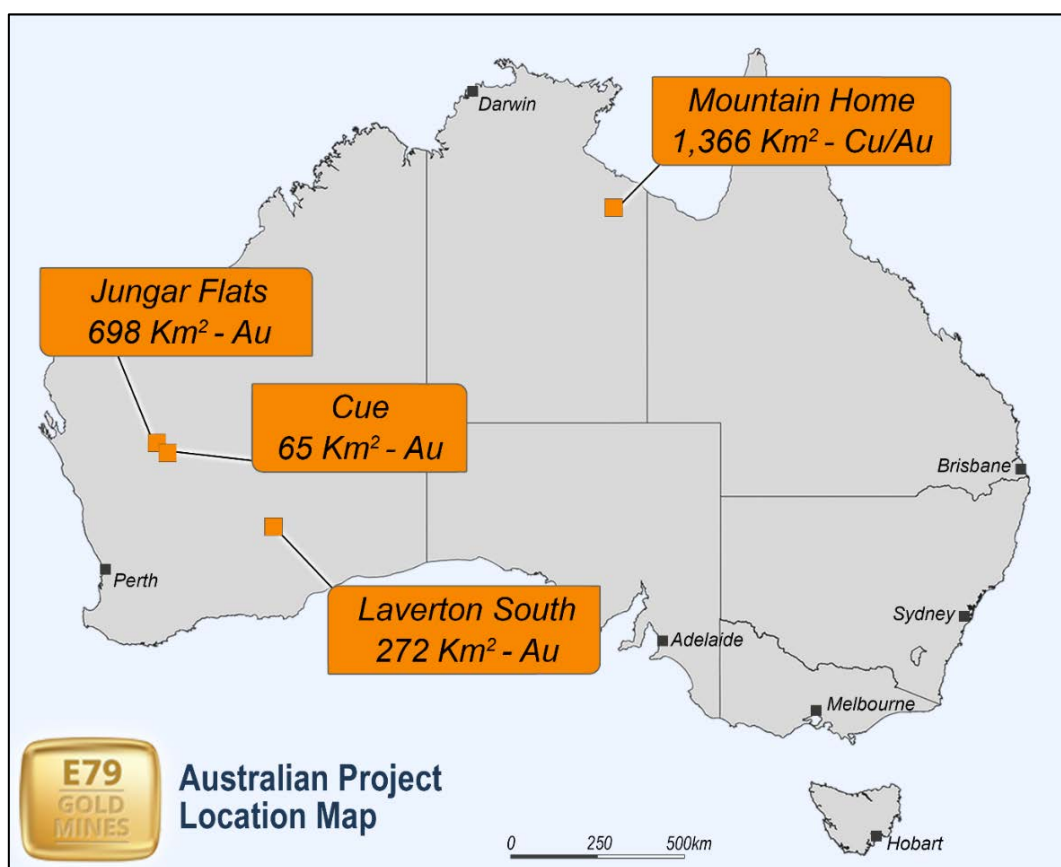 Darwin
Mountain Home
1,366 Km² - Cu/Au
Jungar Flats
698 Km² - Au
Cue
65 Km² - Au
Brisbane
Perth
Laverton South
272 Km² - Au
Sydney
Adelaide
Melbourne
E79
GOLD
MINES
Australian Project
Location Map
0 250 500km
Hobart